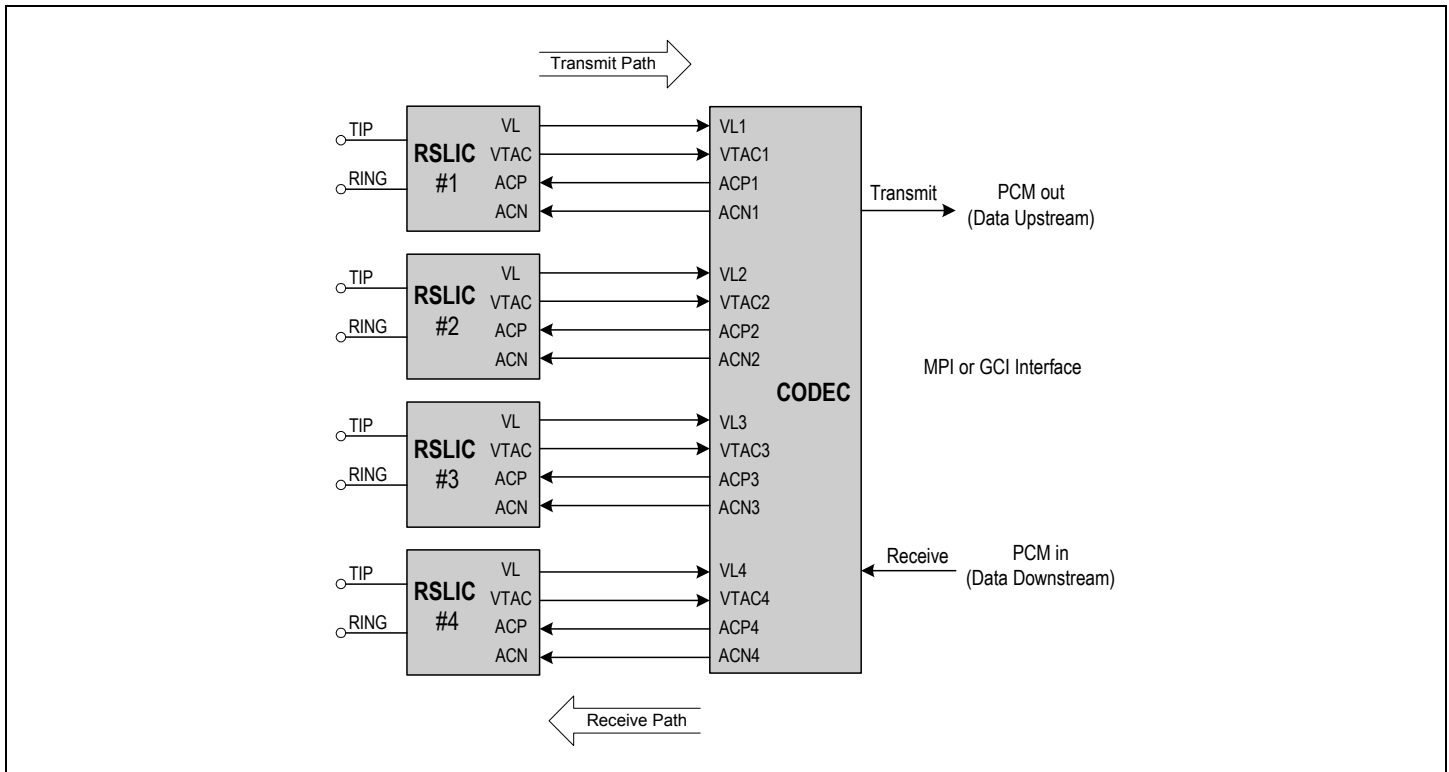 Transmit Path
TIP
RING
RSLIC
#1
VL
VTAC
ACP
ACN
VL1
VTAC1
ACP1
ACN1
TIP
RING
RSLIC
#2
VL
VTAC
ACP
ACN
VL2
VTAC2
ACP2
ACN2
TIP
RING
RSLIC
#3
VL
VTAC
ACP
ACN
VL3
VTAC3
ACP3
ACN3
TIP
RING
RSLIC
#4
VL
VTAC
ACP
ACN
VL4
VTAC4
ACP4
ACN4
CODEC
Transmit
PCM out
(Data Upstream)
MPI or GCI Interface
Receive
PCM in
(Data Downstream)
Receive Path